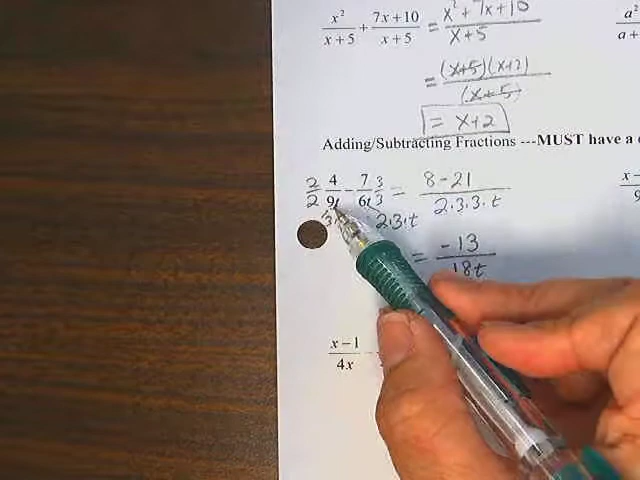 x² / x + 5 + 7x + 10 / x + 5 = x² + 7x + 10 / x + 5
= (x+5)(x+2) / (x+5)
= x + 2
Adding/Subtracting Fractions ---MUST have a
2/2 4/9t − 7/6t 3/3 = 8 - 21 / 2·3·3·t
3 2·3·t
= -13 / 18t
x − 1 / 4x
a² / a +
x − / 9